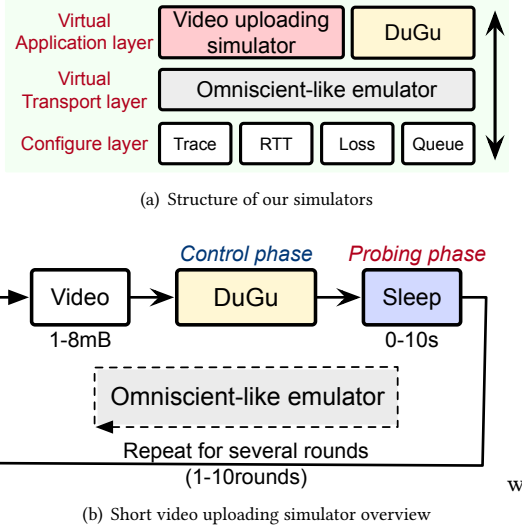 Virtual
Application layer
Video uploading
simulator
DuGu
Virtual
Transport layer
Omniscient-like emulator
Configure layer
Trace
RTT
Loss
Queue
(a) Structure of our simulators
Control phase
Probing phase
Video
DuGu
Sleep
1-8mB
0-10s
Omniscient-like emulator
Repeat for several rounds
(1-10rounds)
w
(b) Short video uploading simulator overview